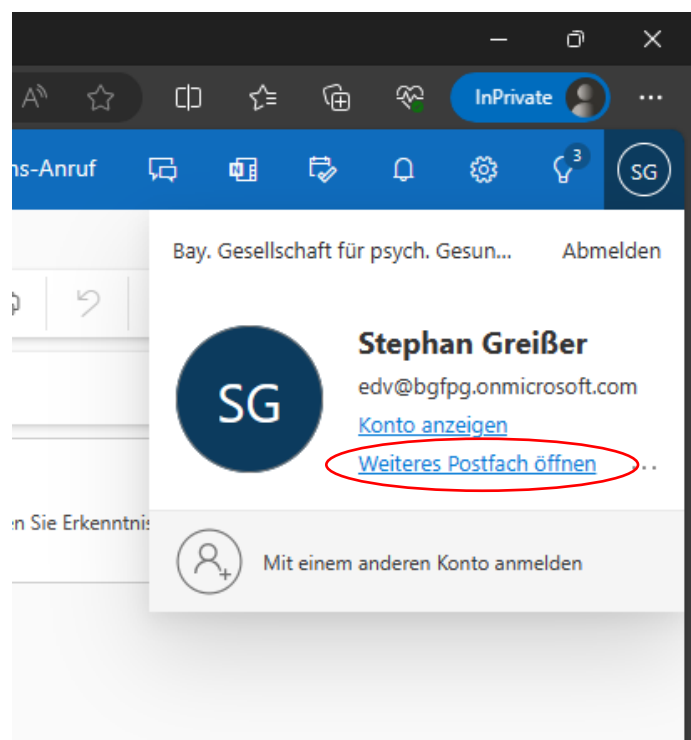 A
InPrivate
ns-Anruf
3
SG
Bay. Gesellschaft für psych. Gesun...
Abmelden
SG
Stephan Greißer
edv@bgfpg.onmicrosoft.com
Konto anzeigen
Weiteres Postfach öffnen
...
en Sie Erkenntnis
Mit einem anderen Konto anmelden